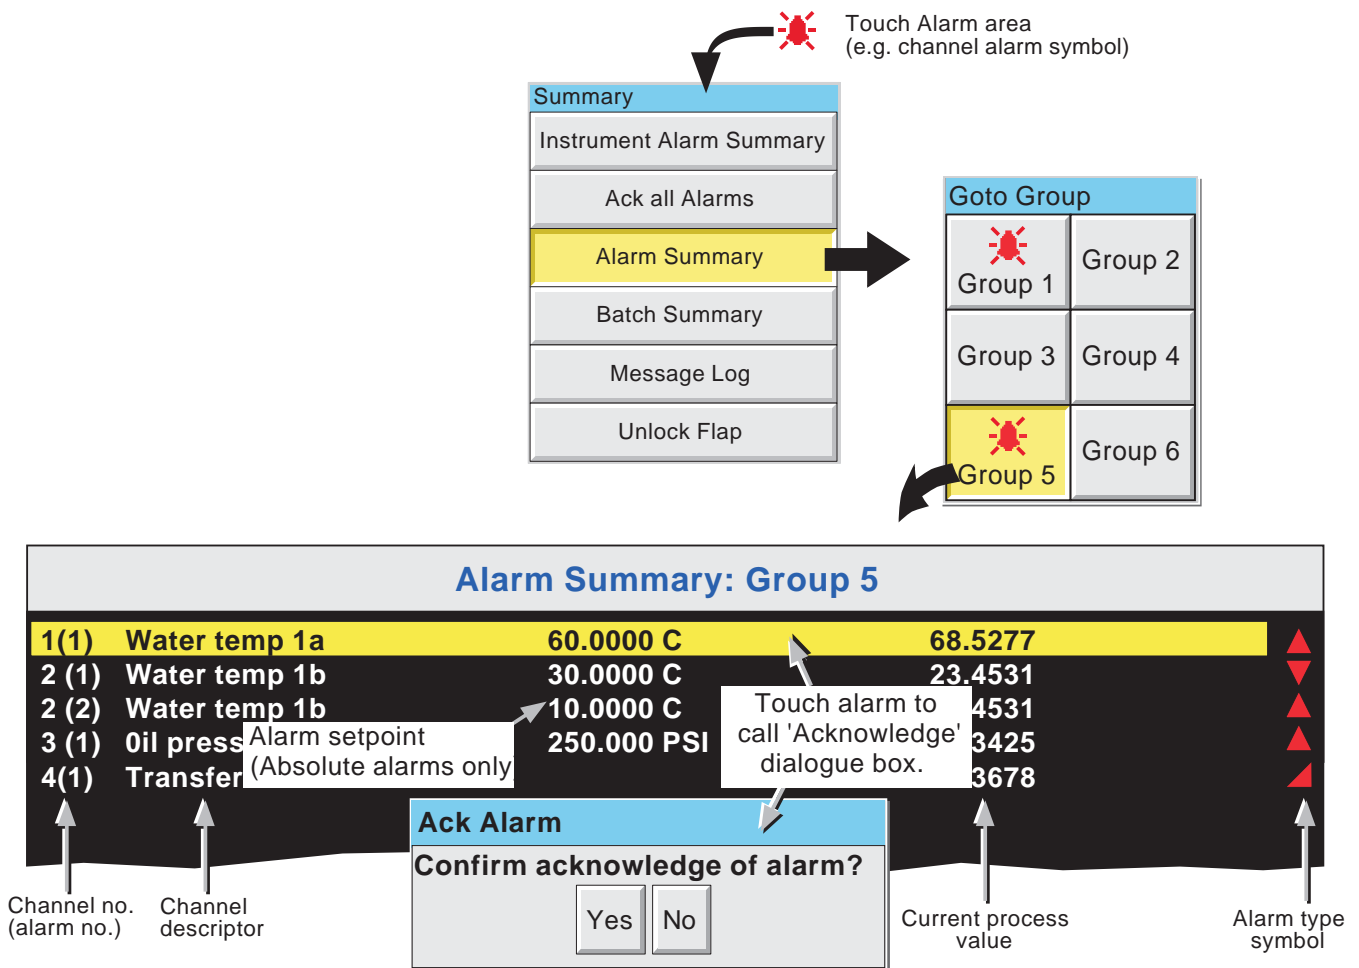 Touch Alarm area
(e.g. channel alarm symbol)
Summary
Instrument Alarm Summary
Ack all Alarms
Alarm Summary
Batch Summary
Message Log
Unlock Flap
Goto Group
Group 1
Group 2
Group 3
Group 4
Group 5
Group 6
Alarm Summary: Group 5
1(1) Water temp 1a 60.0000 C 68.5277
2 (1) Water temp 1b 30.0000 C 23.4531
2 (2) Water temp 1b 10.0000 C 4531
3 (1) 0il press 250.000 PSI 3425
4(1) Transfer 3678
Alarm setpoint
(Absolute alarms only
Touch alarm to
call 'Acknowledge'
dialogue box.
Ack Alarm
Confirm acknowledge of alarm?
Yes No
Channel no.
(alarm no.)
Channel
descriptor
Current process
value
Alarm type
symbol